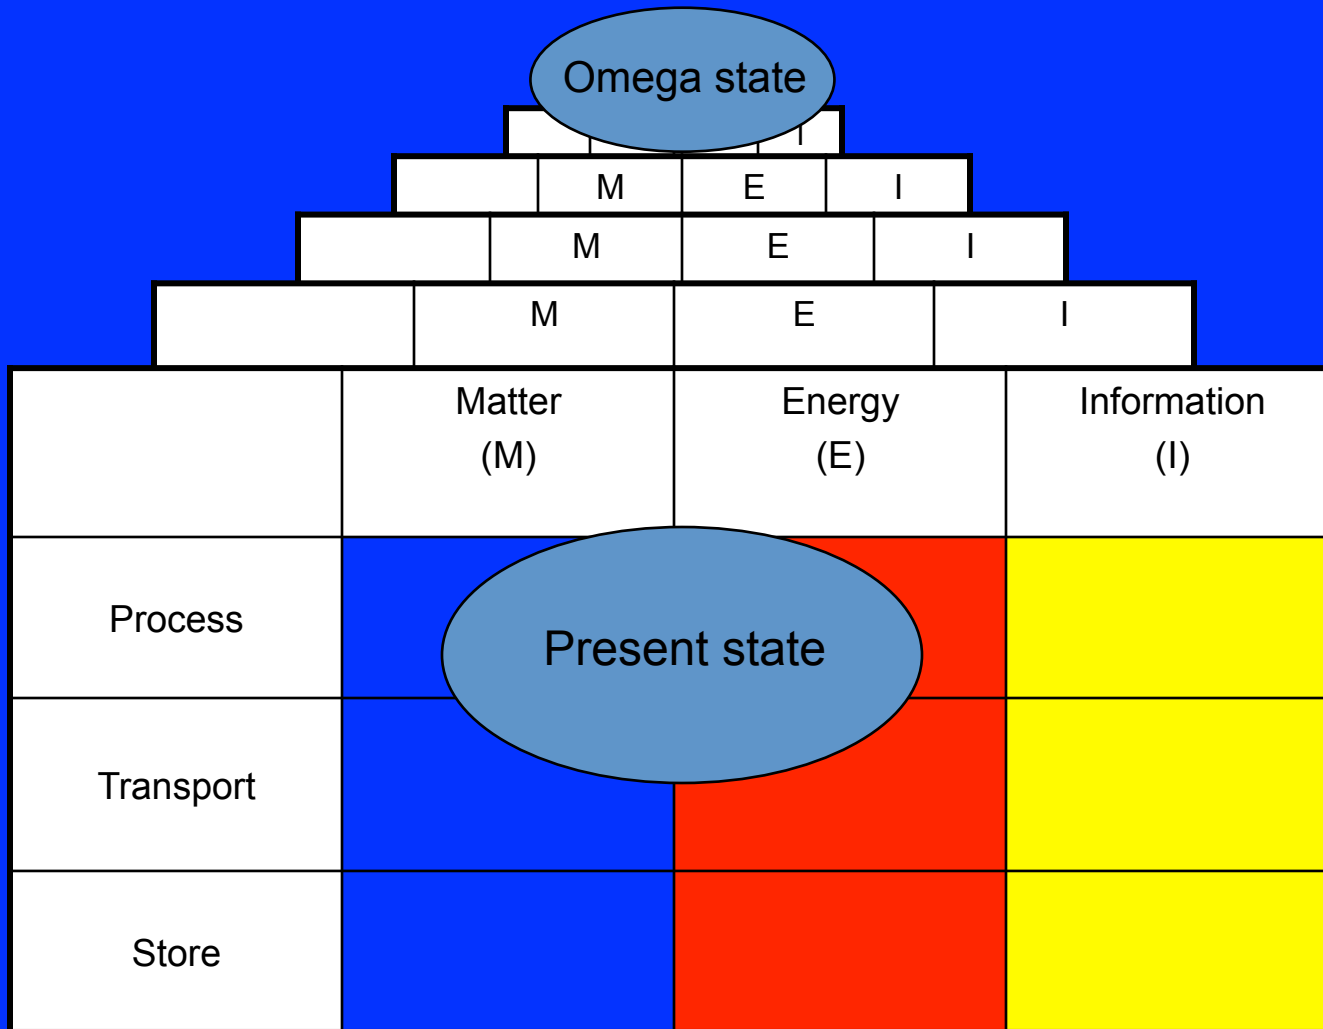 Omega state
I
M E I
M E I
M E I
Matter Energy Information
(M) (E) (I)
Process
Present state
Transport
Store